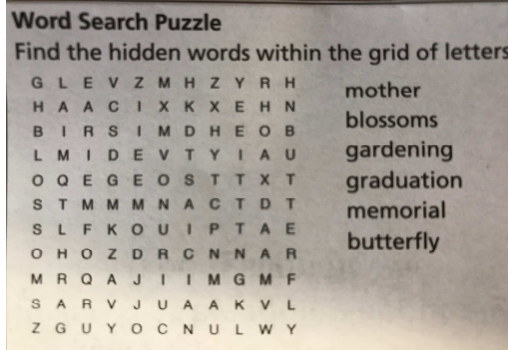 Word Search Puzzle
Find the hidden words within the grid of letters
G L E V Z M H Z Y R H
H A A C I X K X E H N
B I R S I M D H E O B
L M I D E V T Y I A U
O Q E G E O S T T X T
S T M M M N A C T D T
S L F K O U I P T A E
O H O Z D R C N N A R
M R Q A J I I M G M F
S A R V J U A A K V L
Z G U Y O C N U L W Y
mother
blossoms
gardening
graduation
memorial
butterfly